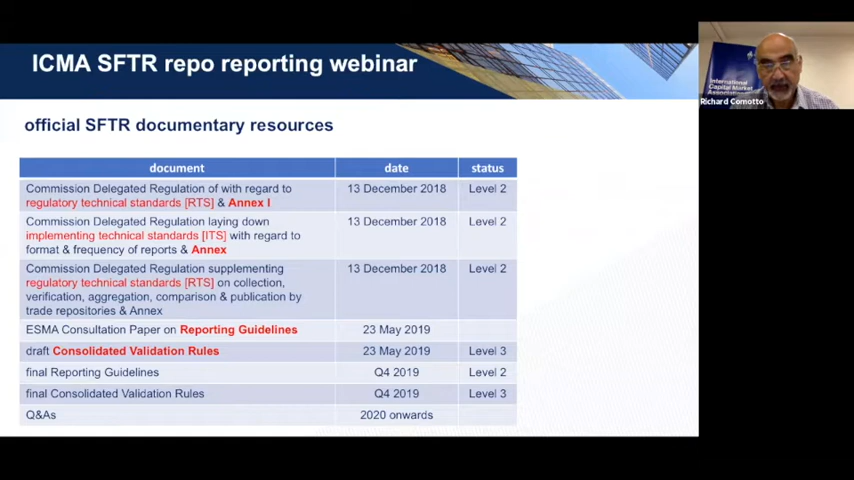 ICMA SFTR repo reporting webinar
International
Capital Market
Association
Richard Comotto
official SFTR documentary resources
document date status
Commission Delegated Regulation of with regard to 13 December 2018 Level 2
regulatory technical standards [RTS] & Annex I
Commission Delegated Regulation laying down 13 December 2018 Level 2
implementing technical standards [ITS] with regard to
format & frequency of reports & Annex
Commission Delegated Regulation supplementing 13 December 2018 Level 2
regulatory technical standards [RTS] on collection,
verification, aggregation, comparison & publication by
trade repositories & Annex
ESMA Consultation Paper on Reporting Guidelines 23 May 2019
draft Consolidated Validation Rules 23 May 2019 Level 3
final Reporting Guidelines Q4 2019 Level 2
final Consolidated Validation Rules Q4 2019 Level 3
Q&As 2020 onwards